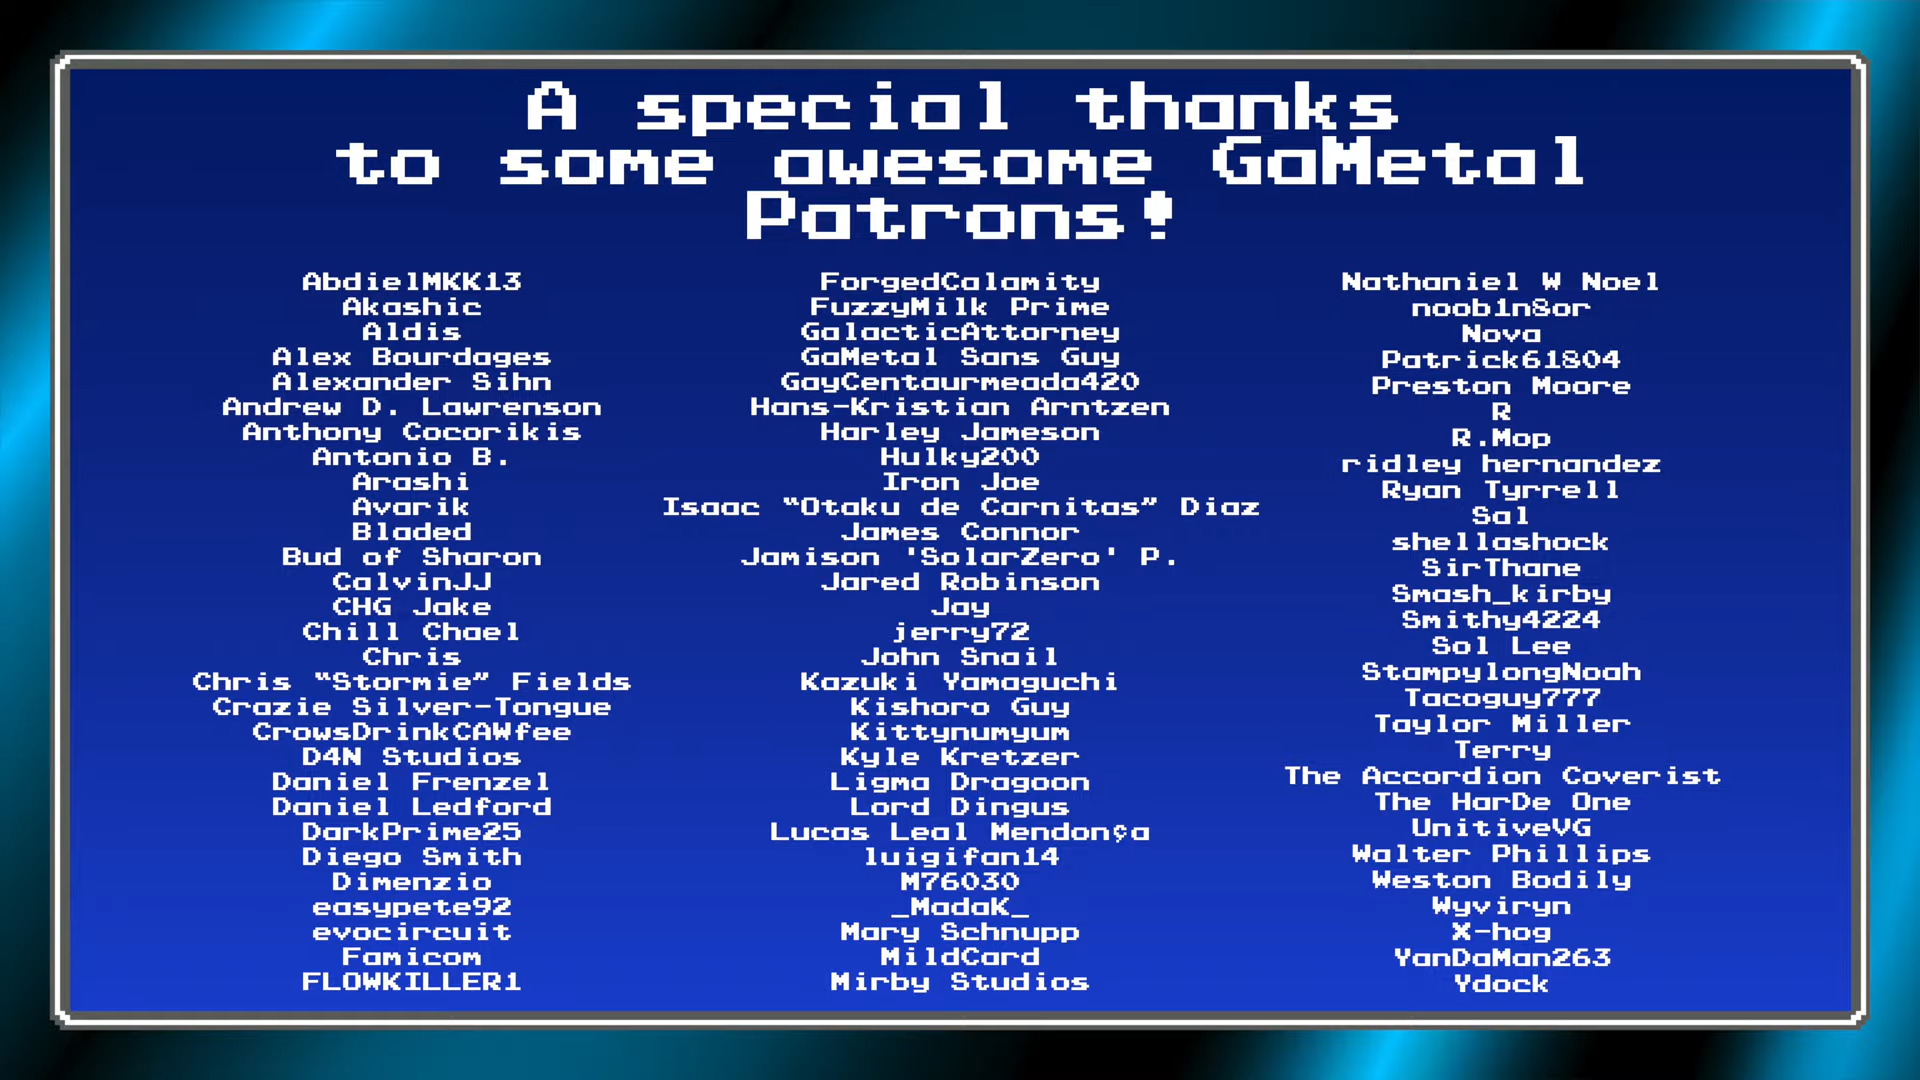 A special thanks
to some awesome GaMetal
Patrons!
AbdielMKK13
Akashic
Aldis
Alex Bourdages
Alexander Sihn
Andrew D. Lawrenson
Anthony Cocorikis
Antonio B.
Arashi
Avarik
Bladed
Bud of Sharon
CalvinJJ
CHG Jake
Chill Chael
Chris
Chris "Stormie" Fields
Crazie Silver-Tongue
CrowsDrinkCAWfee
D4N Studios
Daniel Frenzel
Daniel Ledford
DarkPrime25
Diego Smith
Dimenzio
easypete92
evocircuit
Famicom
FLOWKILLER1
ForgedCalamity
FuzzyMilk Prime
GalacticAttorney
GaMetal Sans Guy
GayCentaurmeada420
Hans-Kristian Arntzen
Harley Jameson
Hulky200
Iron Joe
Isaac "Otaku de Carnitas" Diaz
James Connor
Jamison 'SolarZero' P.
Jared Robinson
Jay
jerry72
John Snail
Kazuki Yamaguchi
Kishoro Guy
Kittynumyum
Kyle Kretzer
Ligma Dragoon
Lord Dingus
Lucas Leal Mendonça
luigifan14
M76030
_MadaK_
Mary Schnupp
MildCard
Mirby Studios
Nathaniel W Noel
noob1n8or
Nova
Patrick61804
Preston Moore
R
R.Mop
ridley hernandez
Ryan Tyrrell
Sal
shellashock
SirThane
Smash_kirby
Smithy4224
Sol Lee
StampylongNoah
Tacoguy777
Taylor Miller
Terry
The Accordion Coverist
The HarDe One
UnitiveVG
Walter Phillips
Weston Bodily
Wyviryn
X-hog
YanDaMan263
Ydock